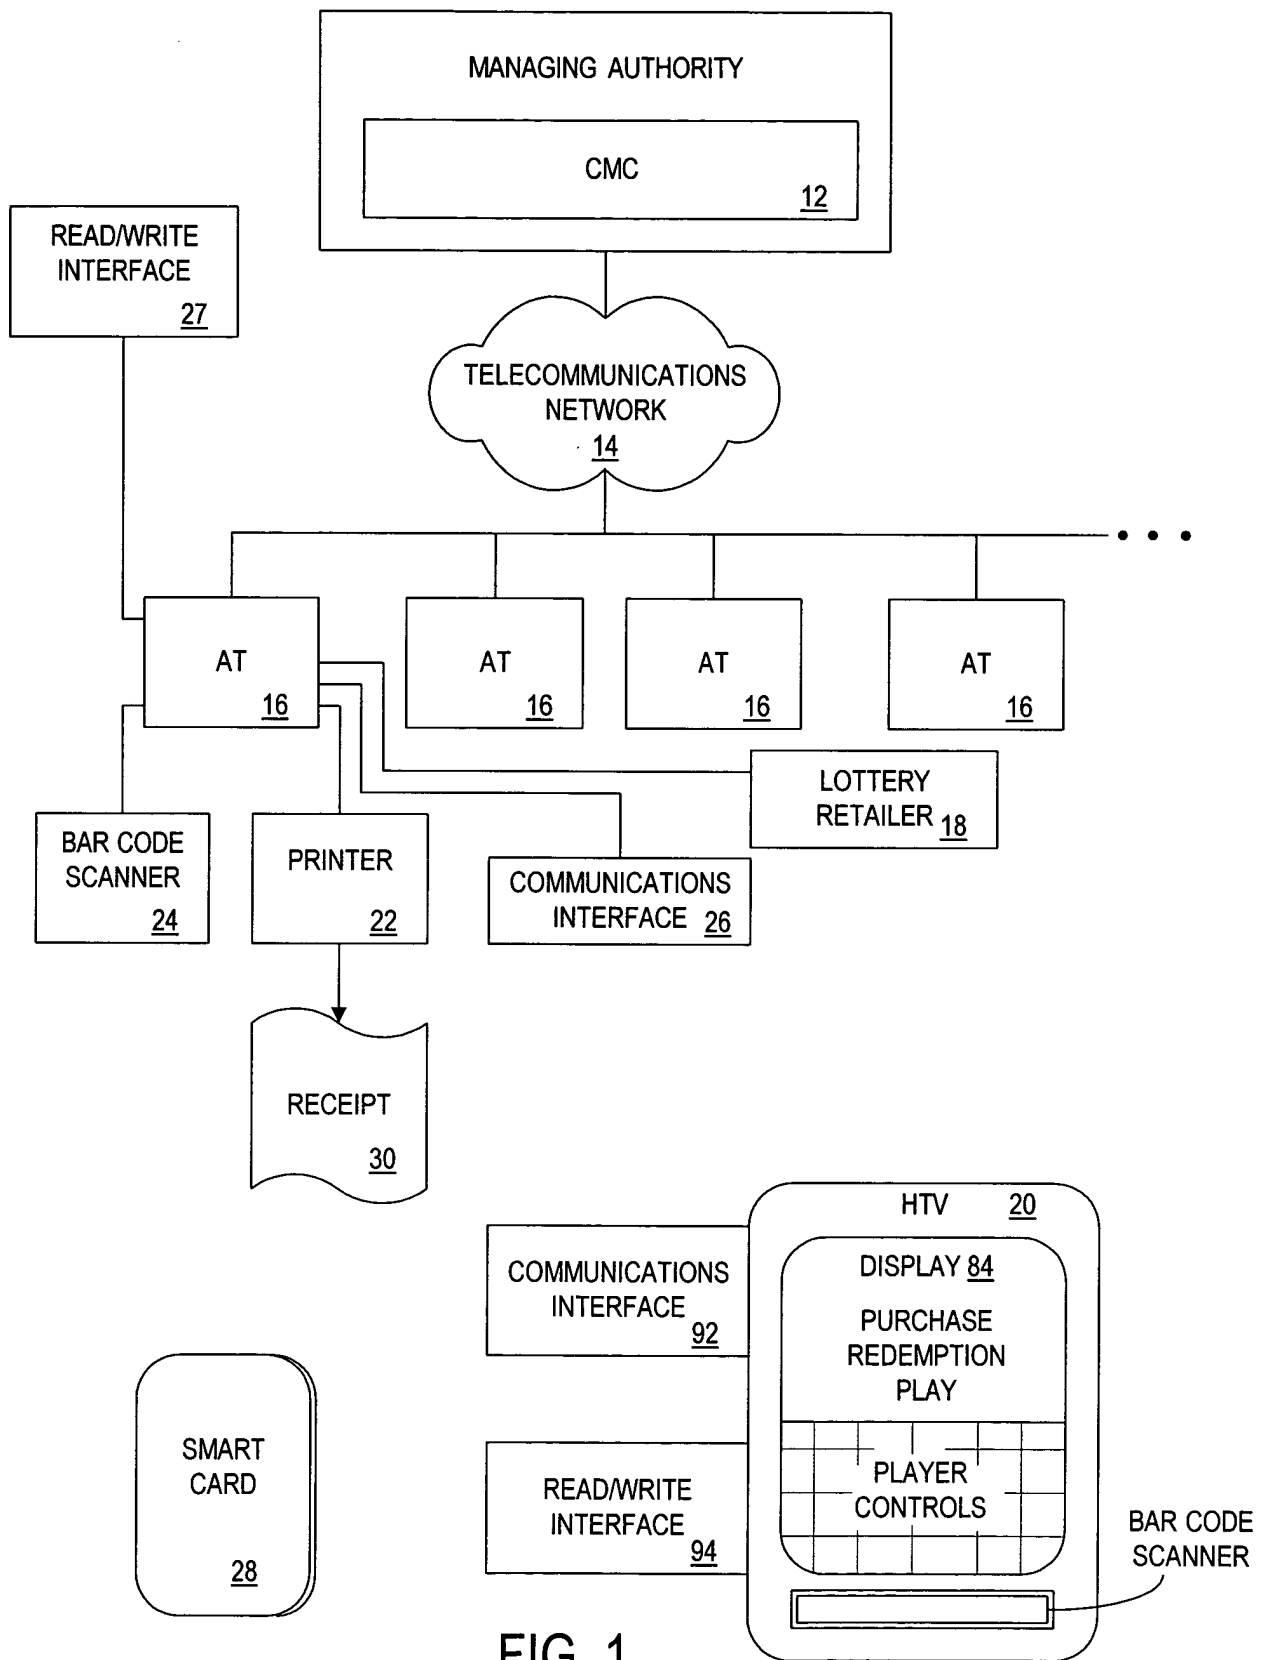 MANAGING AUTHORITY
CMC
12
READ/WRITE
INTERFACE
27
TELECOMMUNICATIONS
NETWORK
14
AT
16
AT
16
AT
16
AT
16
LOTTERY
RETAILER 18
BAR CODE
SCANNER
24
PRINTER
22
COMMUNICATIONS
INTERFACE 26
RECEIPT
30
HTV 20
DISPLAY 84
PURCHASE
REDEMPTION
PLAY
COMMUNICATIONS
INTERFACE
92
SMART
CARD
28
READ/WRITE
INTERFACE
94
PLAYER
CONTROLS
BAR CODE
SCANNER
FIG. 1